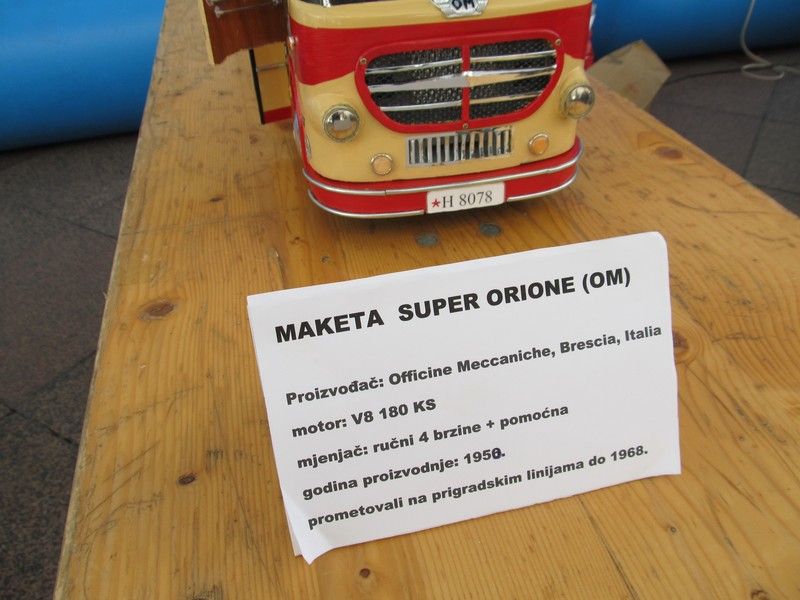 OM
★H 8078
MAKETA SUPER ORIONE (OM)
Proizvođač: Officine Meccaniche, Brescia, Italia
motor: V8 180 KS
mjenjač: ručni 4 brzine + pomoćna
godina proizvodnje: 1956.
prometovali na prigradskim linijama do 1968.